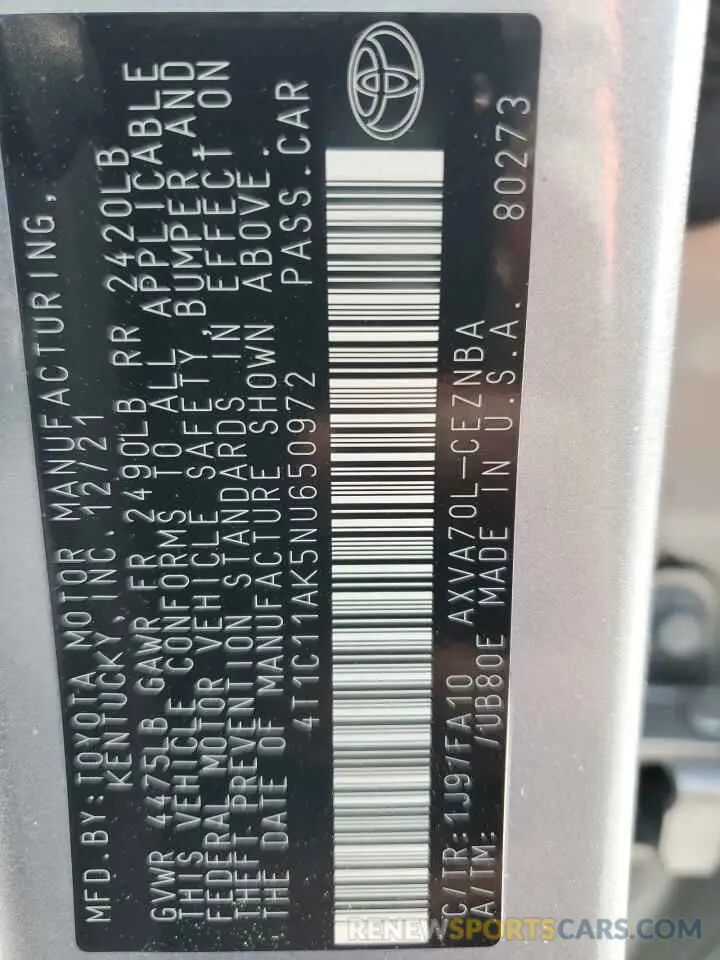 MFD.BY:TOYOTA MOTOR MANUFACTURING,
KENTUCKY, INC. 12/21
GVWR 4475LB GAWR FR 2490LB RR 2420LB
THIS VEHICLE CONFORMS TO ALL APPLICABLE
FEDERAL MOTOR VEHICLE SAFETY,BUMPER AND
THEFT PREVENTION STANDARDS IN EFFECT ON
THE DATE OF MANUFACTURE SHOWN ABOVE.
4T1C11AK5NU650972 PASS.CAR
C/TR:1J97FA10 AXVA70L-CEZNBA
A/TM: /UB80E MADE IN U.S.A. 80273
RENEWSPORTSCARS.COM